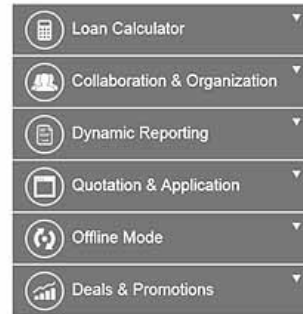 Loan Calculator
Collaboration & Organization
Dynamic Reporting
Quotation & Application
Offline Mode
Deals & Promotions